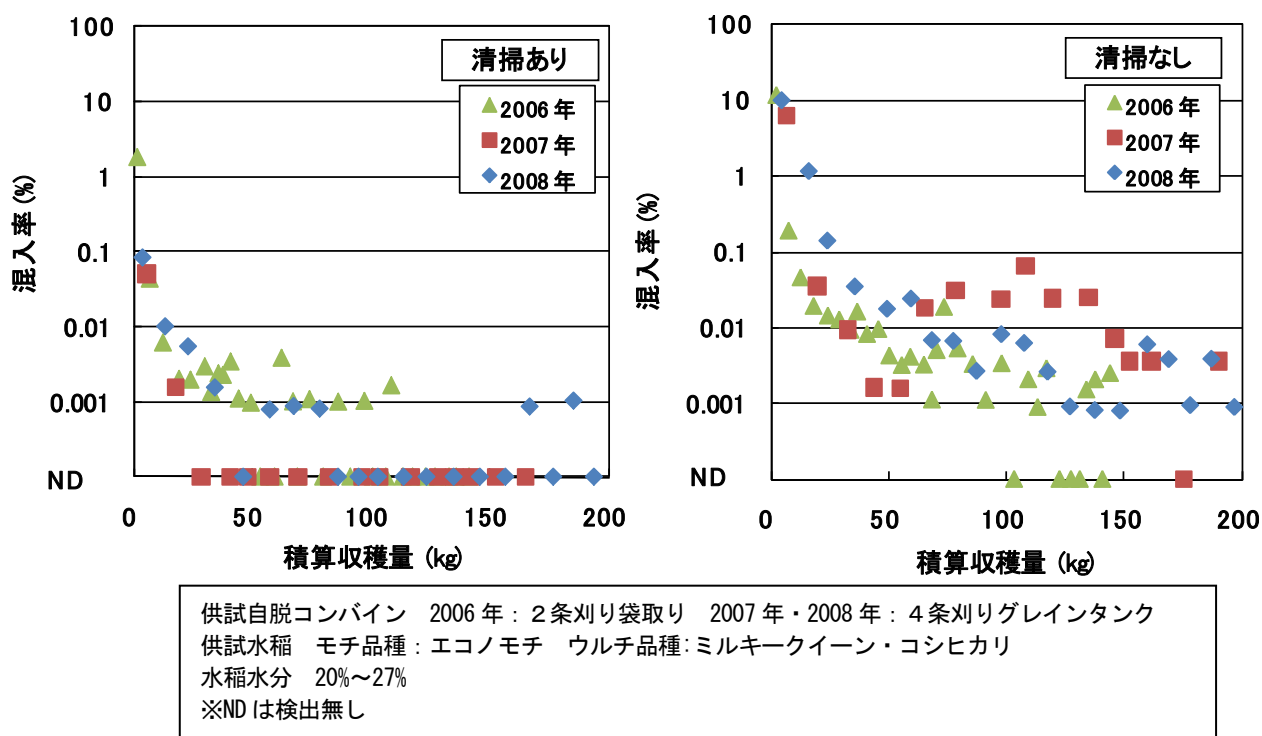 清掃あり
▲2006年
■2007年
◆2008年
100
10
1
0.1
0.01
0.001
ND
混入率(%)
0
50
100
150
200
積算収穫量(kg)
清掃なし
▲2006年
■2007年
◆2008年
100
10
1
0.1
0.01
0.001
ND
混入率(%)
0
50
100
150
200
積算収穫量(kg)
供試自脱コンバイン　2006年：２条刈り袋取り　2007年・2008年：４条刈りグレインタンク
供試水稲　モチ品種：エコノモチ　ウルチ品種:ミルキークイーン・コシヒカリ
水稲水分　20%～27%
※NDは検出無し